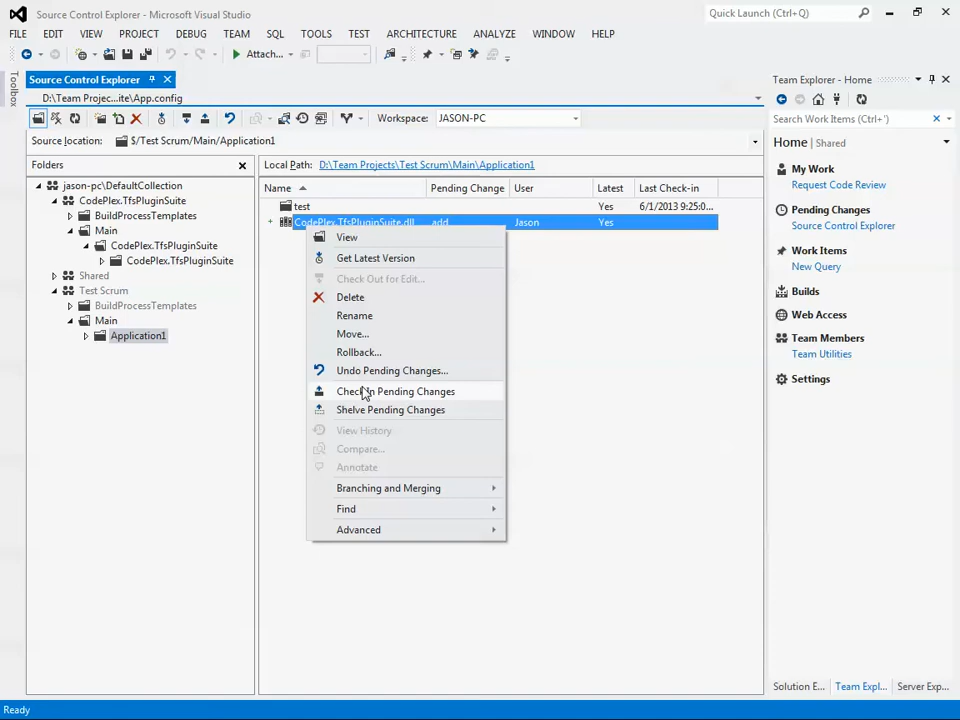 Source Control Explorer - Microsoft Visual Studio
Quick Launch (Ctrl+Q)
FILE EDIT VIEW PROJECT DEBUG TEAM SQL TOOLS TEST ARCHITECTURE ANALYZE WINDOW HELP
Attach...
Toolbox
Source Control Explorer
D:\Team Projec...ite\App.config
Workspace: JASON-PC
Source Location: $/Test Scrum/Main/Application1
Folders
jason-pc\DefaultCollection
CodePlex.TfsPluginSuite
BuildProcessTemplates
Main
CodePlex.TfsPluginSuite
CodePlex.TfsPluginSuite
Shared
Test Scrum
BuildProcessTemplates
Main
Application1
Local Path: D:\Team Projects\Test Scrum\Main\Application1
Name Pending Change User Latest Last Check-in
test Yes 6/1/2013 9:25:0...
CodePlex.TfsPluginSuite.dll add Jason Yes
View
Get Latest Version
Check Out for Edit...
Delete
Rename
Move...
Rollback...
Undo Pending Changes...
Check In Pending Changes
Shelve Pending Changes
View History
Compare...
Annotate
Branching and Merging
Find
Advanced
Team Explorer - Home
Search Work Items (Ctrl+')
Home | Shared
My Work
Request Code Review
Pending Changes
Source Control Explorer
Work Items
New Query
Builds
Web Access
Team Members
Team Utilities
Settings
Solution E... Team Expl... Server Exp...
Ready